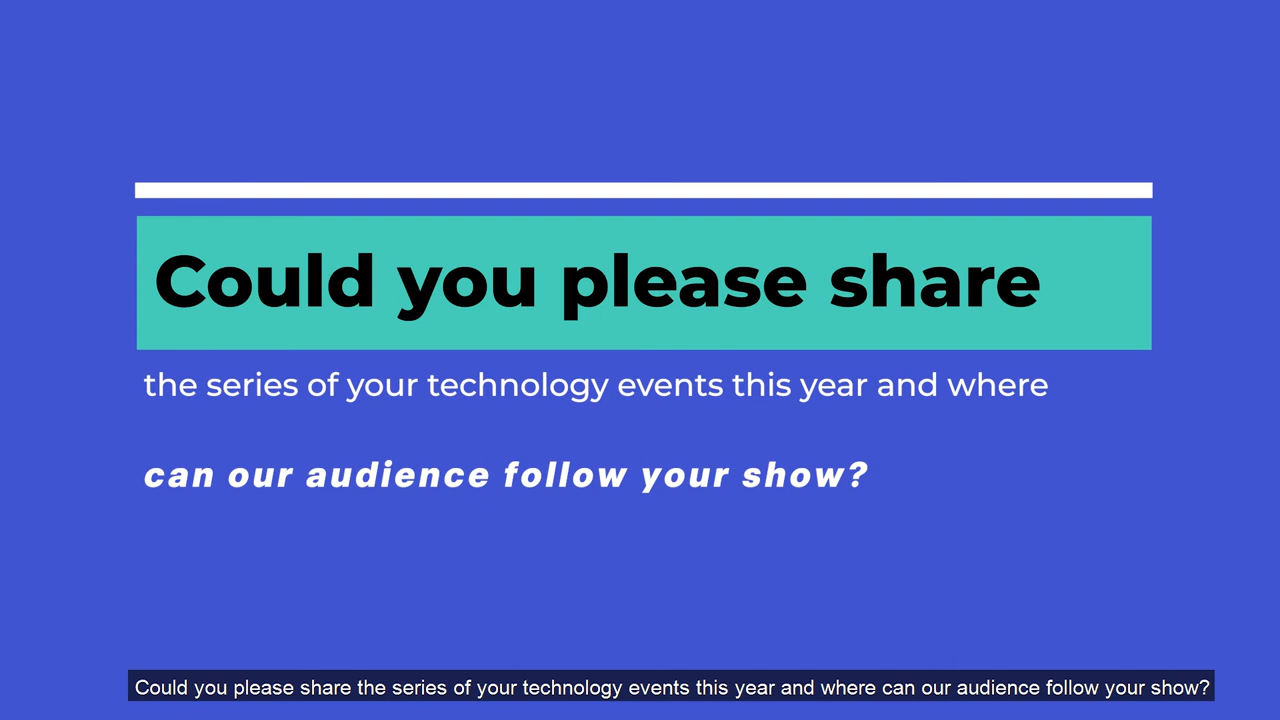 Could you please share
the series of your technology events this year and where
can our audience follow your show?
Could you please share the series of your technology events this year and where can our audience follow your show?